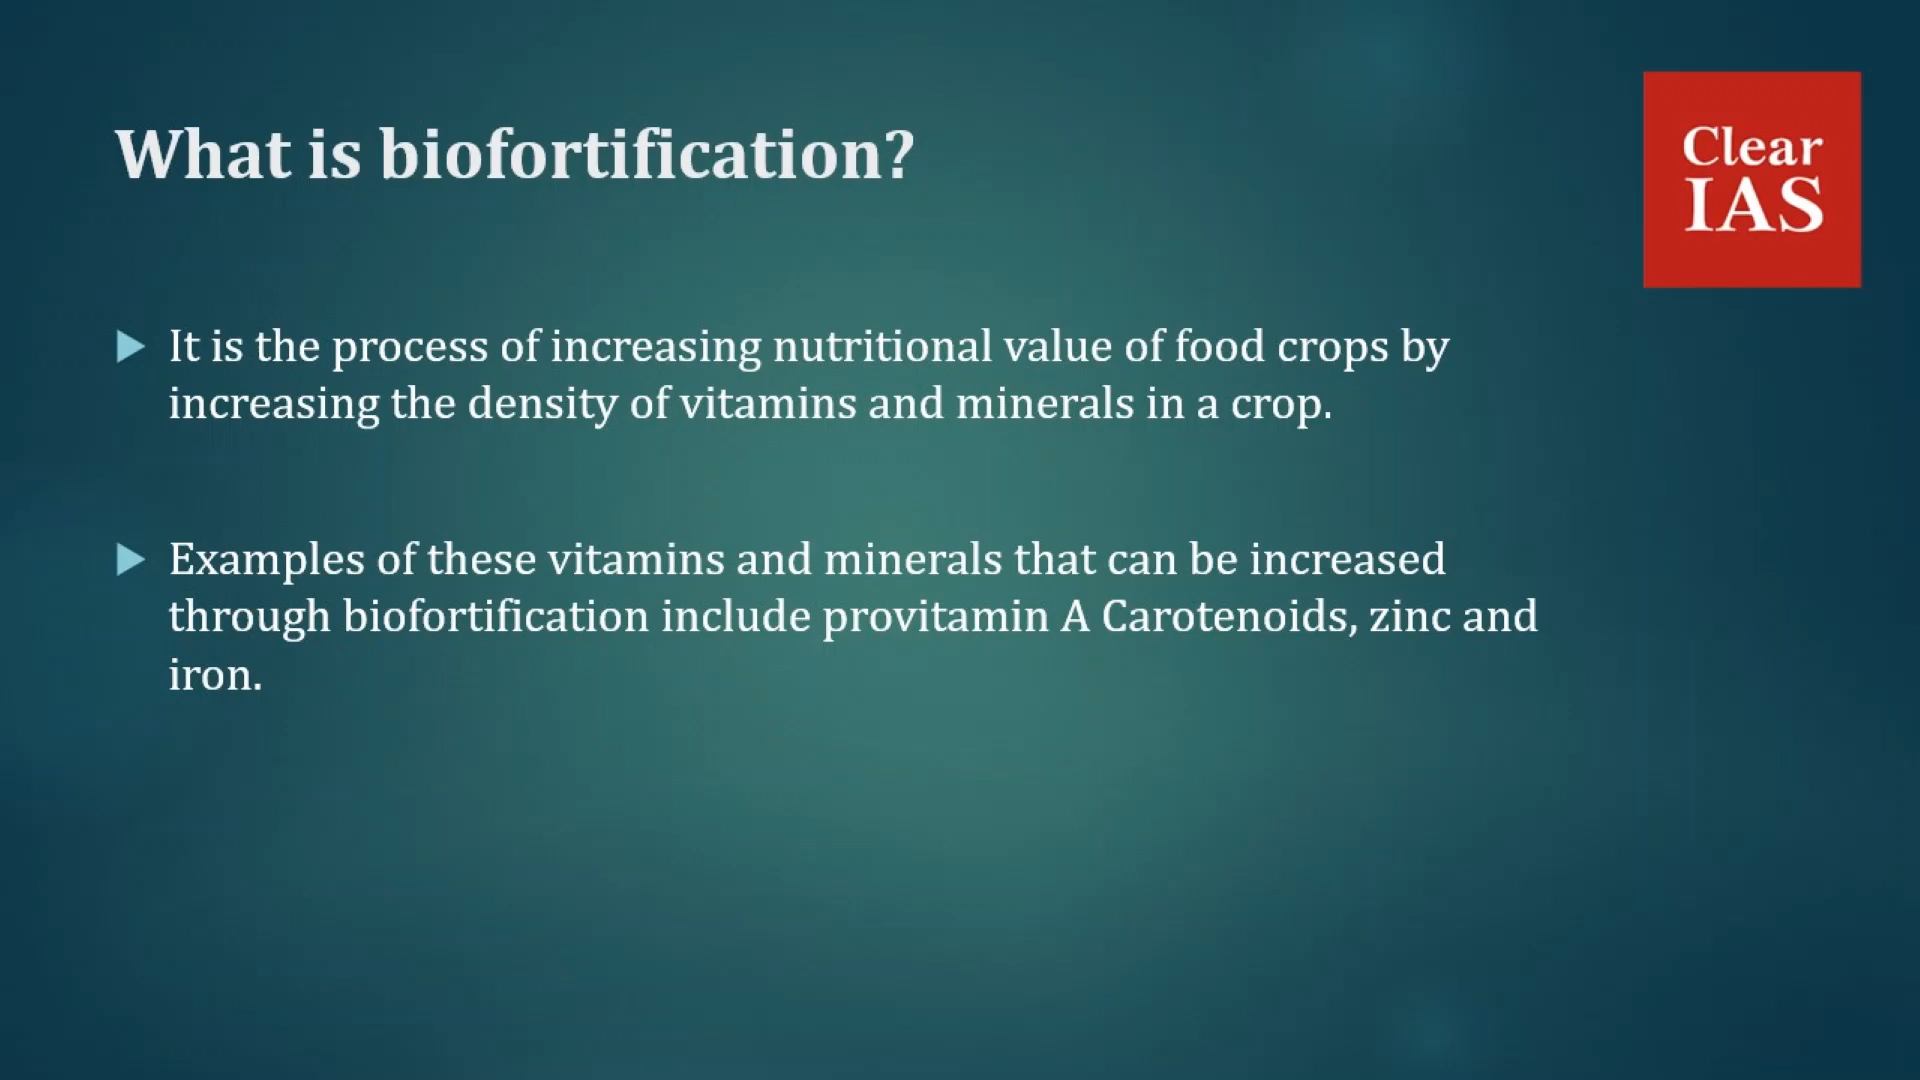 What is biofortification?
Clear
IAS
It is the process of increasing nutritional value of food crops by
increasing the density of vitamins and minerals in a crop.
Examples of these vitamins and minerals that can be increased
through biofortification include provitamin A Carotenoids, zinc and
iron.